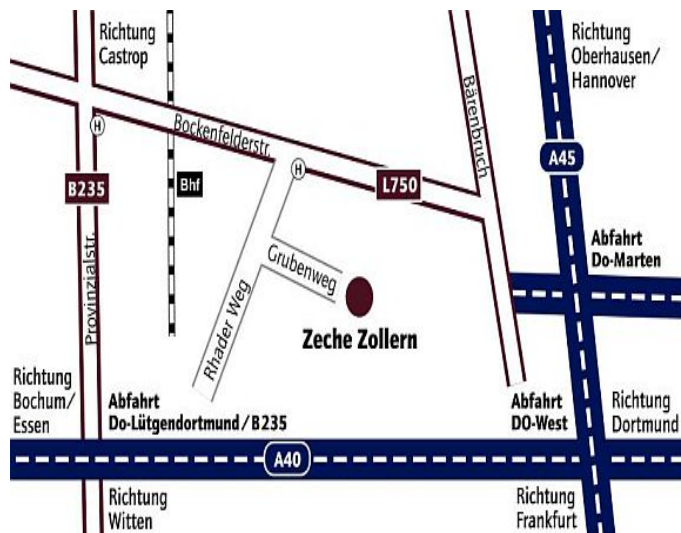 Richtung
Castrop
Richtung
Oberhausen/
Hannover
Bärenbruch
H
Bockenfelderstr.
A45
H
B235
Bhf
L750
Abfahrt
Do-Marten
Provinzialstr.
Grubenweg
Rhader Weg
Zeche Zollern
Richtung
Bochum/
Essen
Abfahrt
Do-Lütgendortmund/B235
Abfahrt
DO-West
Richtung
Dortmund
A40
Richtung
Witten
Richtung
Frankfurt